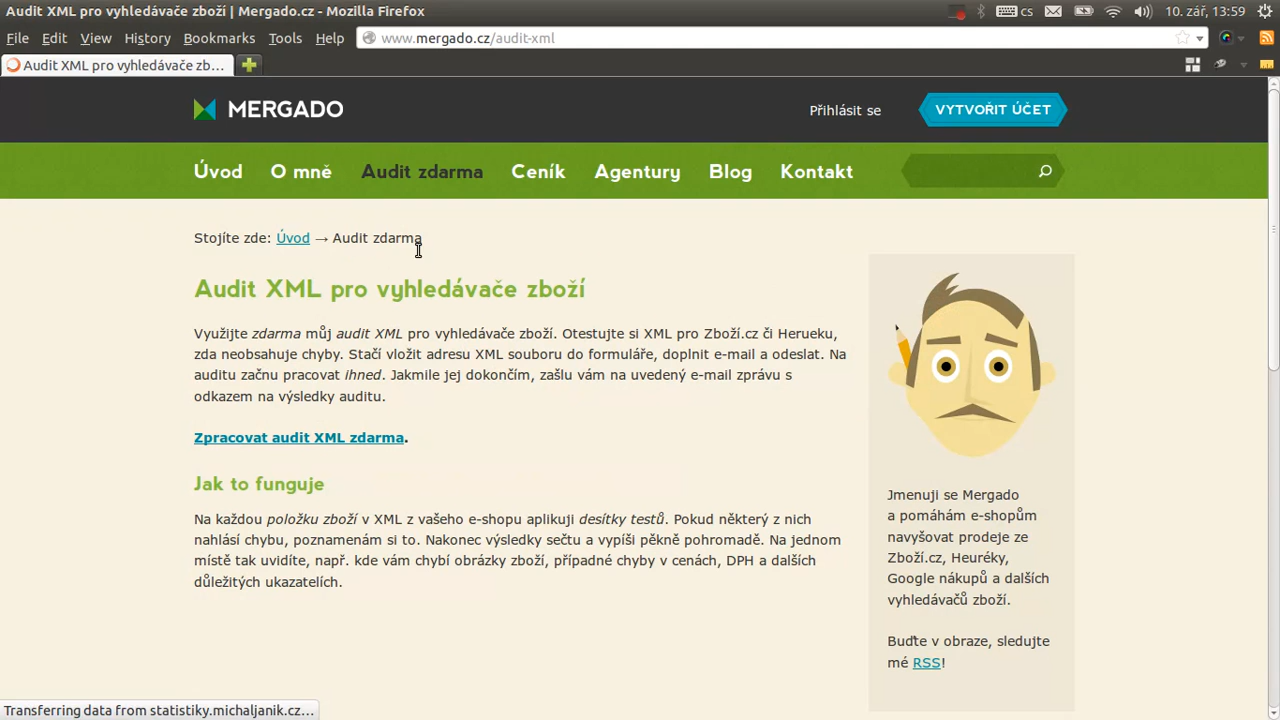 Audit XML pro vyhledávače zboží | Mergado.cz - Mozilla Firefox
cs
10. zář, 13:59
File Edit View History Bookmarks Tools Help
www.mergado.cz/audit-xml
Audit XML pro vyhledávače zb...
MERGADO
Přihlásit se
VYTVOŘIT ÚČET
Úvod O mně Audit zdarma Ceník Agentury Blog Kontakt
Stojíte zde: Úvod → Audit zdarma
Audit XML pro vyhledávače zboží
Využijte zdarma můj audit XML pro vyhledávače zboží. Otestujte si XML pro Zboží.cz či Herueku,
zda neobsahuje chyby. Stačí vložit adresu XML souboru do formuláře, doplnit e-mail a odeslat. Na
auditu začnu pracovat ihned. Jakmile jej dokončím, zašlu vám na uvedený e-mail zprávu s
odkazem na výsledky auditu.
Zpracovat audit XML zdarma.
Jak to funguje
Na každou položku zboží v XML z vašeho e-shopu aplikuji desítky testů. Pokud některý z nich
nahlásí chybu, poznamenám si to. Nakonec výsledky sečtu a vypíši pěkně pohromadě. Na jednom
místě tak uvidíte, např. kde vám chybí obrázky zboží, případné chyby v cenách, DPH a dalších
důležitých ukazatelích.
Jmenuji se Mergado
a pomáhám e-shopům
navyšovat prodeje ze
Zboží.cz, Heuréky,
Google nákupů a dalších
vyhledávačů zboží.
Buďte v obraze, sledujte
mé RSS!
Transferring data from statistiky.michaljanik.cz...